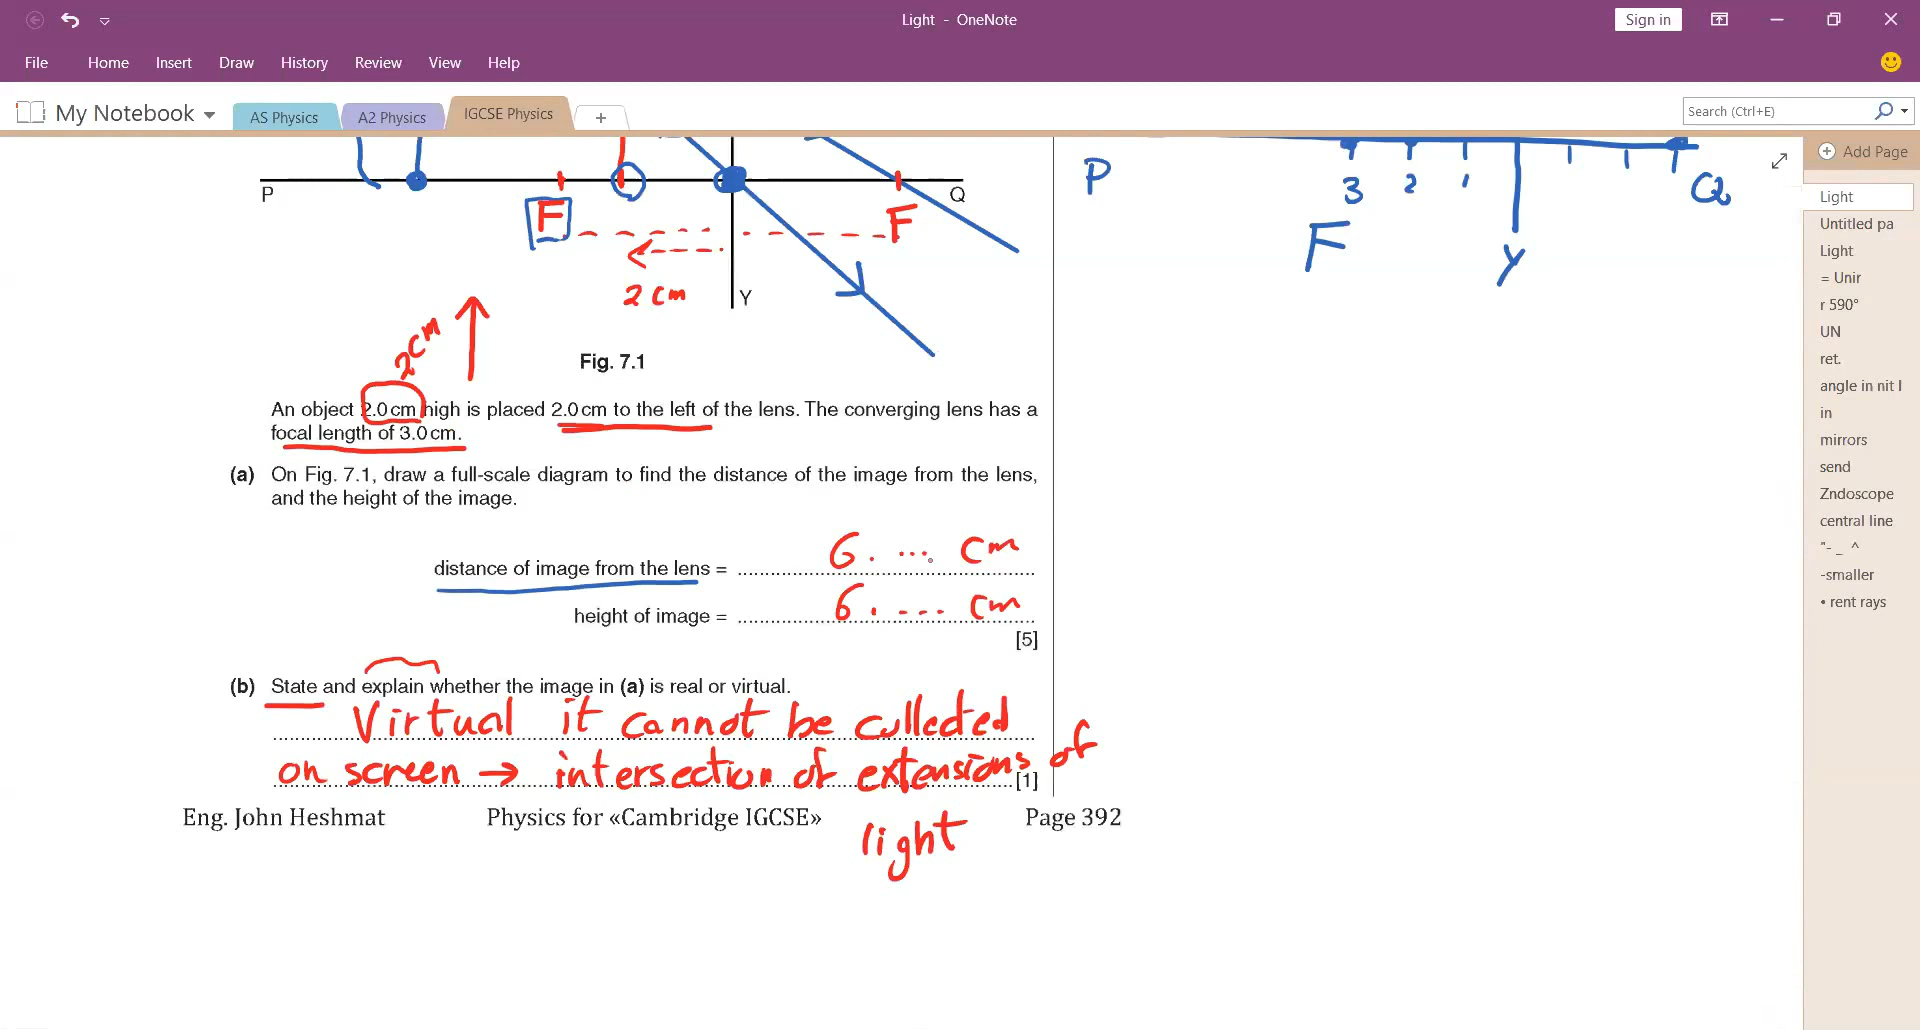 Light - OneNote
Sign in
File Home Insert Draw History Review View Help
My Notebook
AS Physics A2 Physics IGCSE Physics +
Search (Ctrl+E)
Add Page
Light
Untitled pa
Light
= Unir
r 590°
UN
ret.
angle in nit I
in
mirrors
send
Zndoscope
central line
"- _ ^
-smaller
• rent rays
P Q
F F
2 cm
Y
P 3 2 1 Q
F
Y
2cm
Fig. 7.1
An object 2.0 cm high is placed 2.0 cm to the left of the lens. The converging lens has a
focal length of 3.0 cm.
(a) On Fig. 7.1, draw a full-scale diagram to find the distance of the image from the lens,
and the height of the image.
distance of image from the lens = 6. ... cm
height of image = 6. .... cm
[5]
(b) State and explain whether the image in (a) is real or virtual.
Virtual it cannot be culleted
on screen → intersection of extensions of
[1]
light
Eng. John Heshmat Physics for «Cambridge IGCSE» Page 392